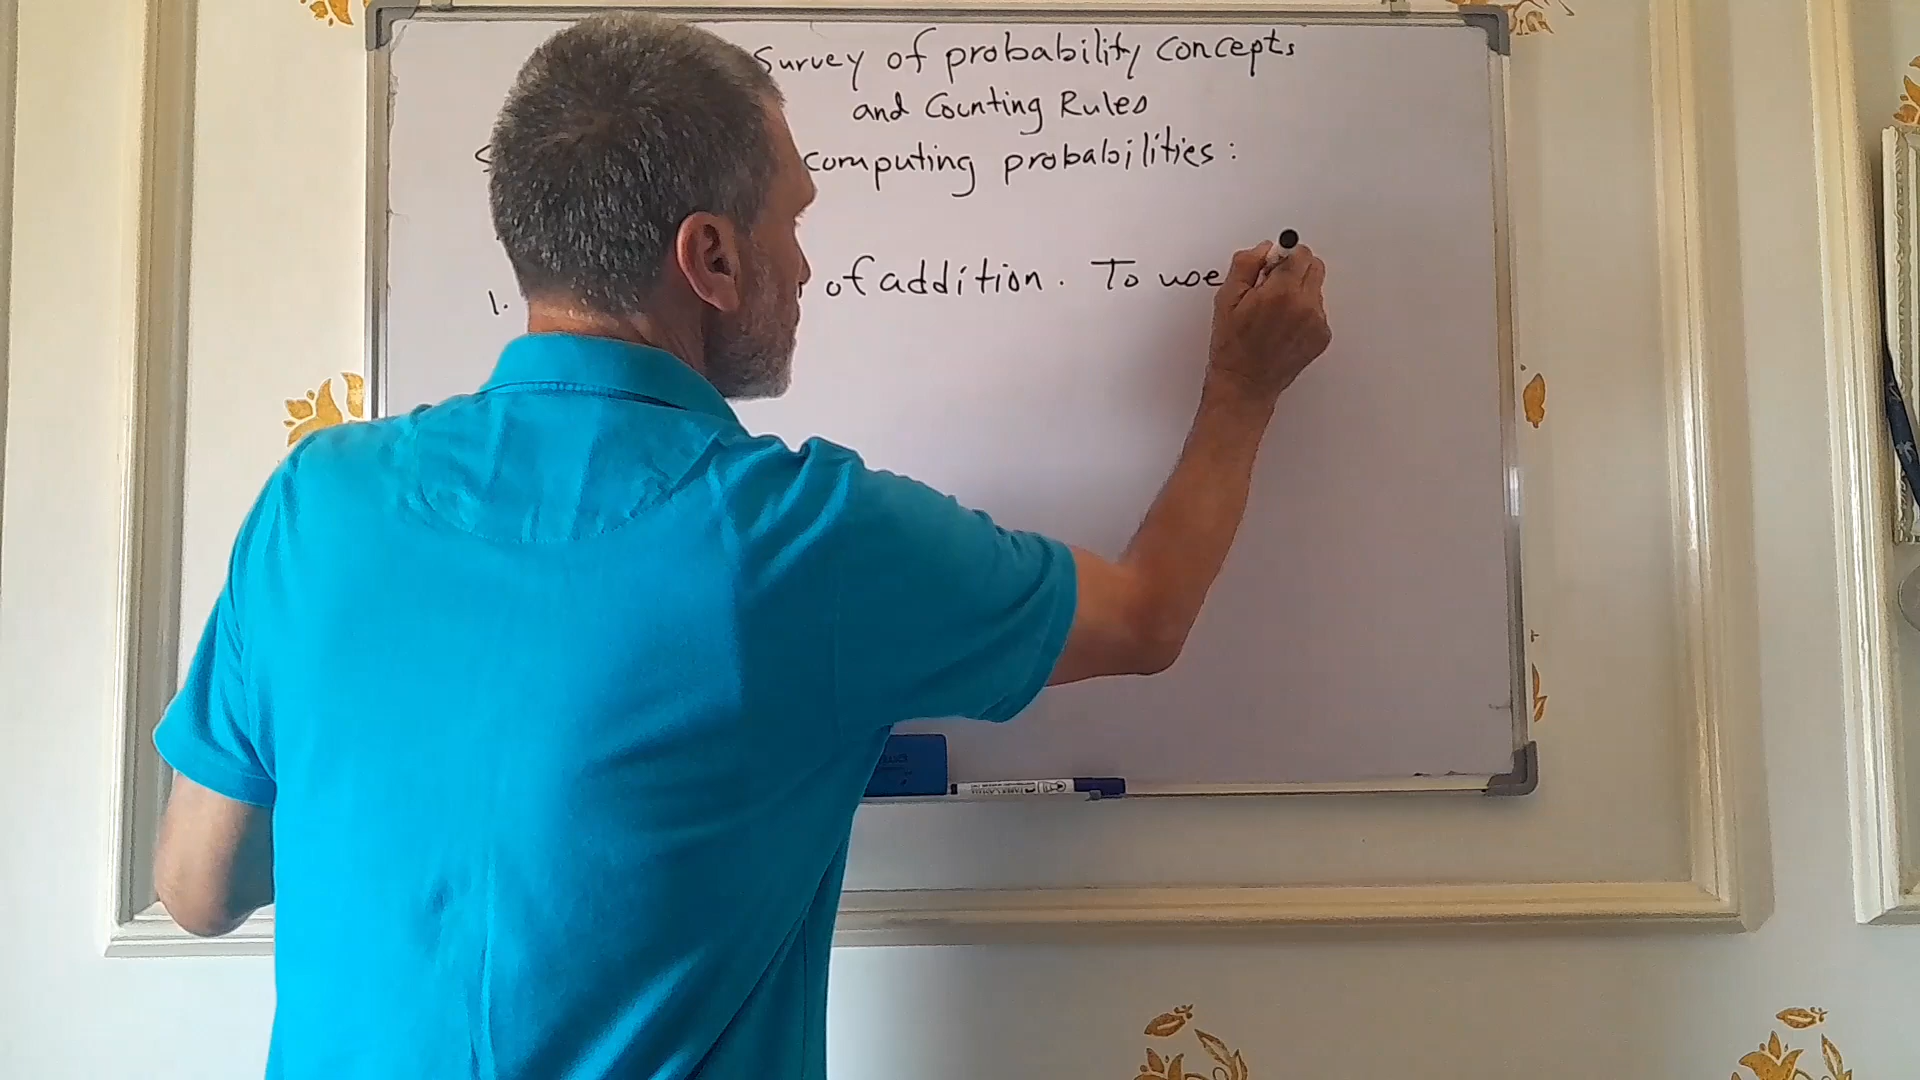 Survey of probability concepts
and Counting Rules
computing probabilities:
1. of addition. To use